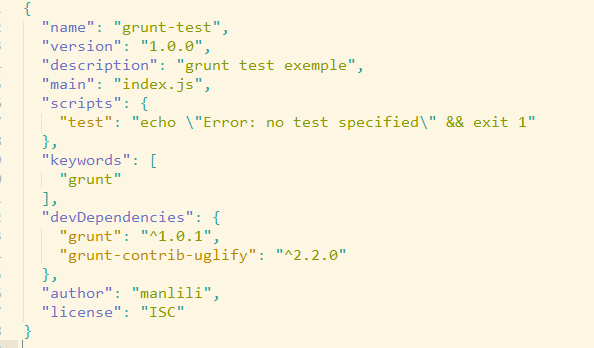 {
"name": "grunt-test",
"version": "1.0.0",
"description": "grunt test exemple",
"main": "index.js",
"scripts": {
"test": "echo \"Error: no test specified\" && exit 1"
},
"keywords": [
"grunt"
],
"devDependencies": {
"grunt": "^1.0.1",
"grunt-contrib-uglify": "^2.2.0"
},
"author": "manlili",
"license": "ISC"
}